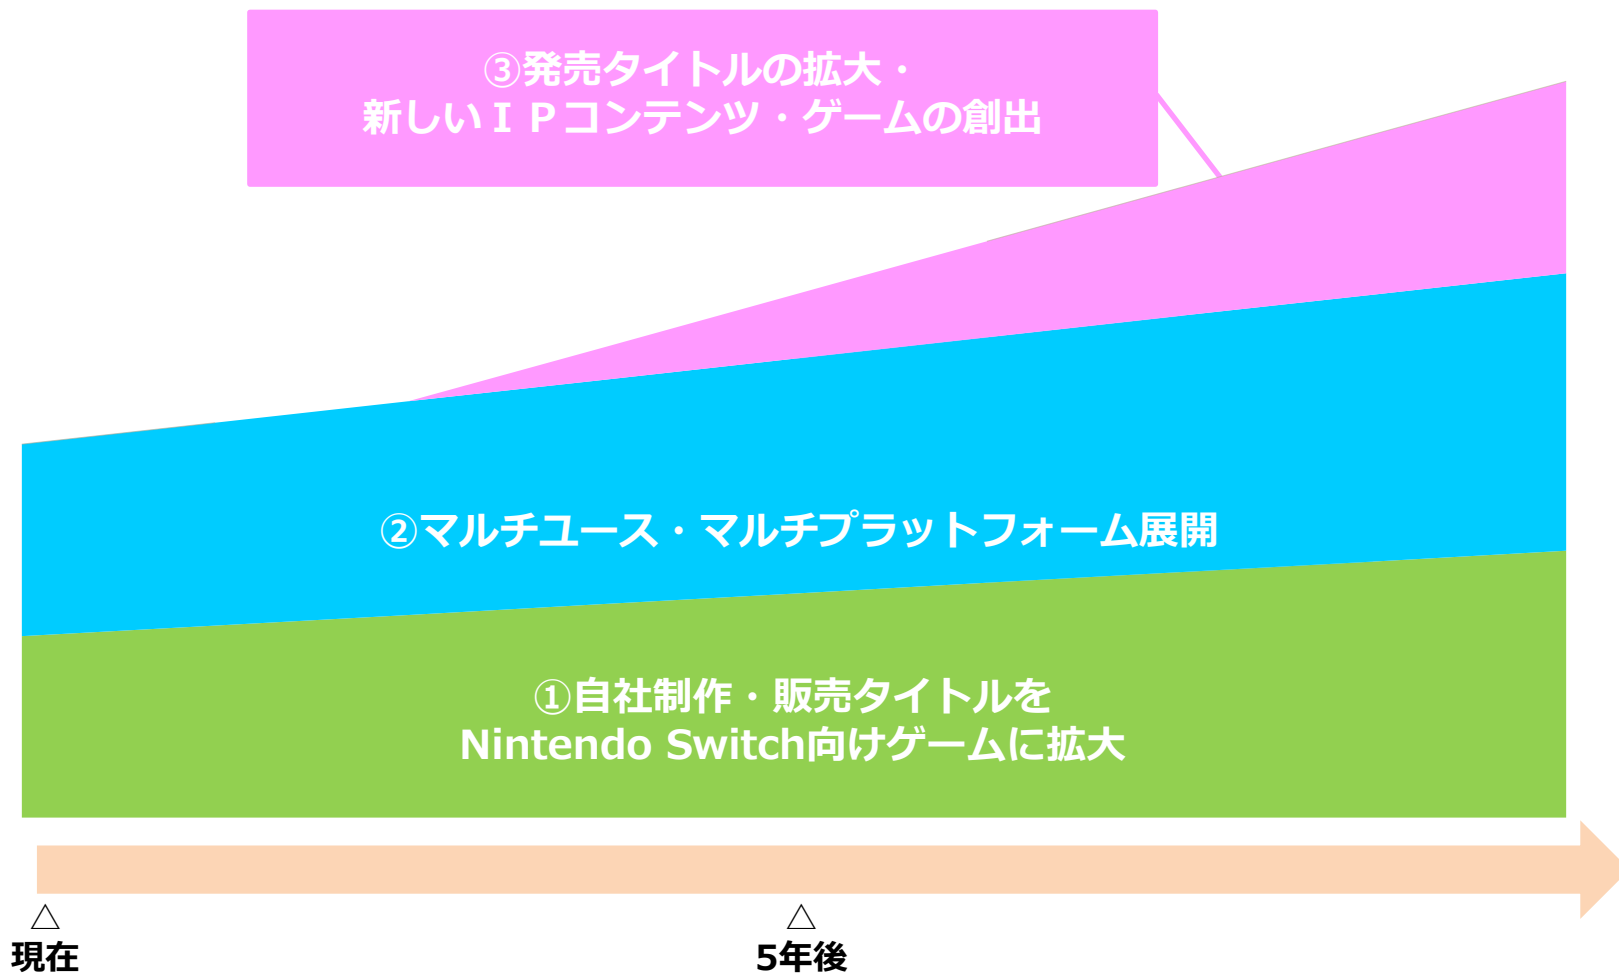 ③発売タイトルの拡大・
新しいＩＰコンテンツ・ゲームの創出
②マルチユース・マルチプラットフォーム展開
①自社制作・販売タイトルを
Nintendo Switch向けゲームに拡大
△ △
現在 5年後